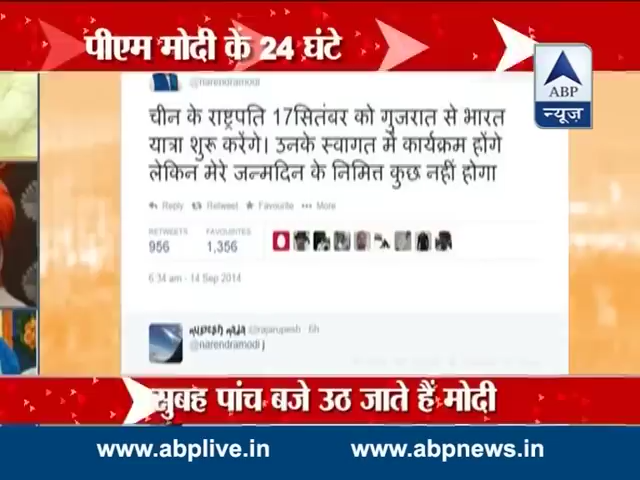 पीएम मोदी के 24 घंटे
ABP
न्यूज़
@narendramodi
चीन के राष्ट्रपति 17सितंबर को गुजरात से भारत
यात्रा शुरू करेंगे। उनके स्वागत में कार्यक्रम होंगे
लेकिन मेरे जन्मदिन के निमित्त कुछ नहीं होगा
Reply Retweet Favourite More
RETWEETS FAVOURITES
956 1,356
6:34 am - 14 Sep 2014
@rajarupesh 6h
@narendramodi j
सुबह पांच बजे उठ जाते हैं मोदी
www.abplive.in www.abpnews.in